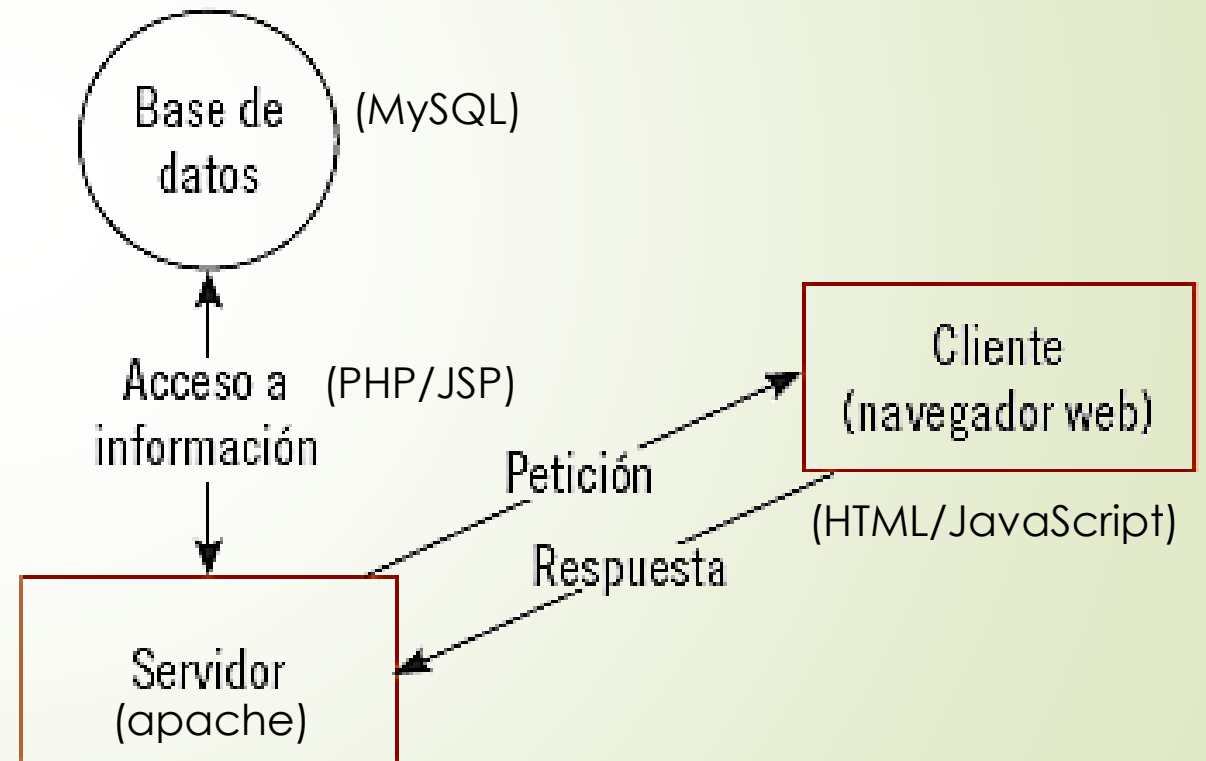 Base de
datos
(MySQL)
Acceso a
información
(PHP/JSP)
Cliente
(navegador web)
(HTML/JavaScript)
Petición
Respuesta
Servidor
(apache)